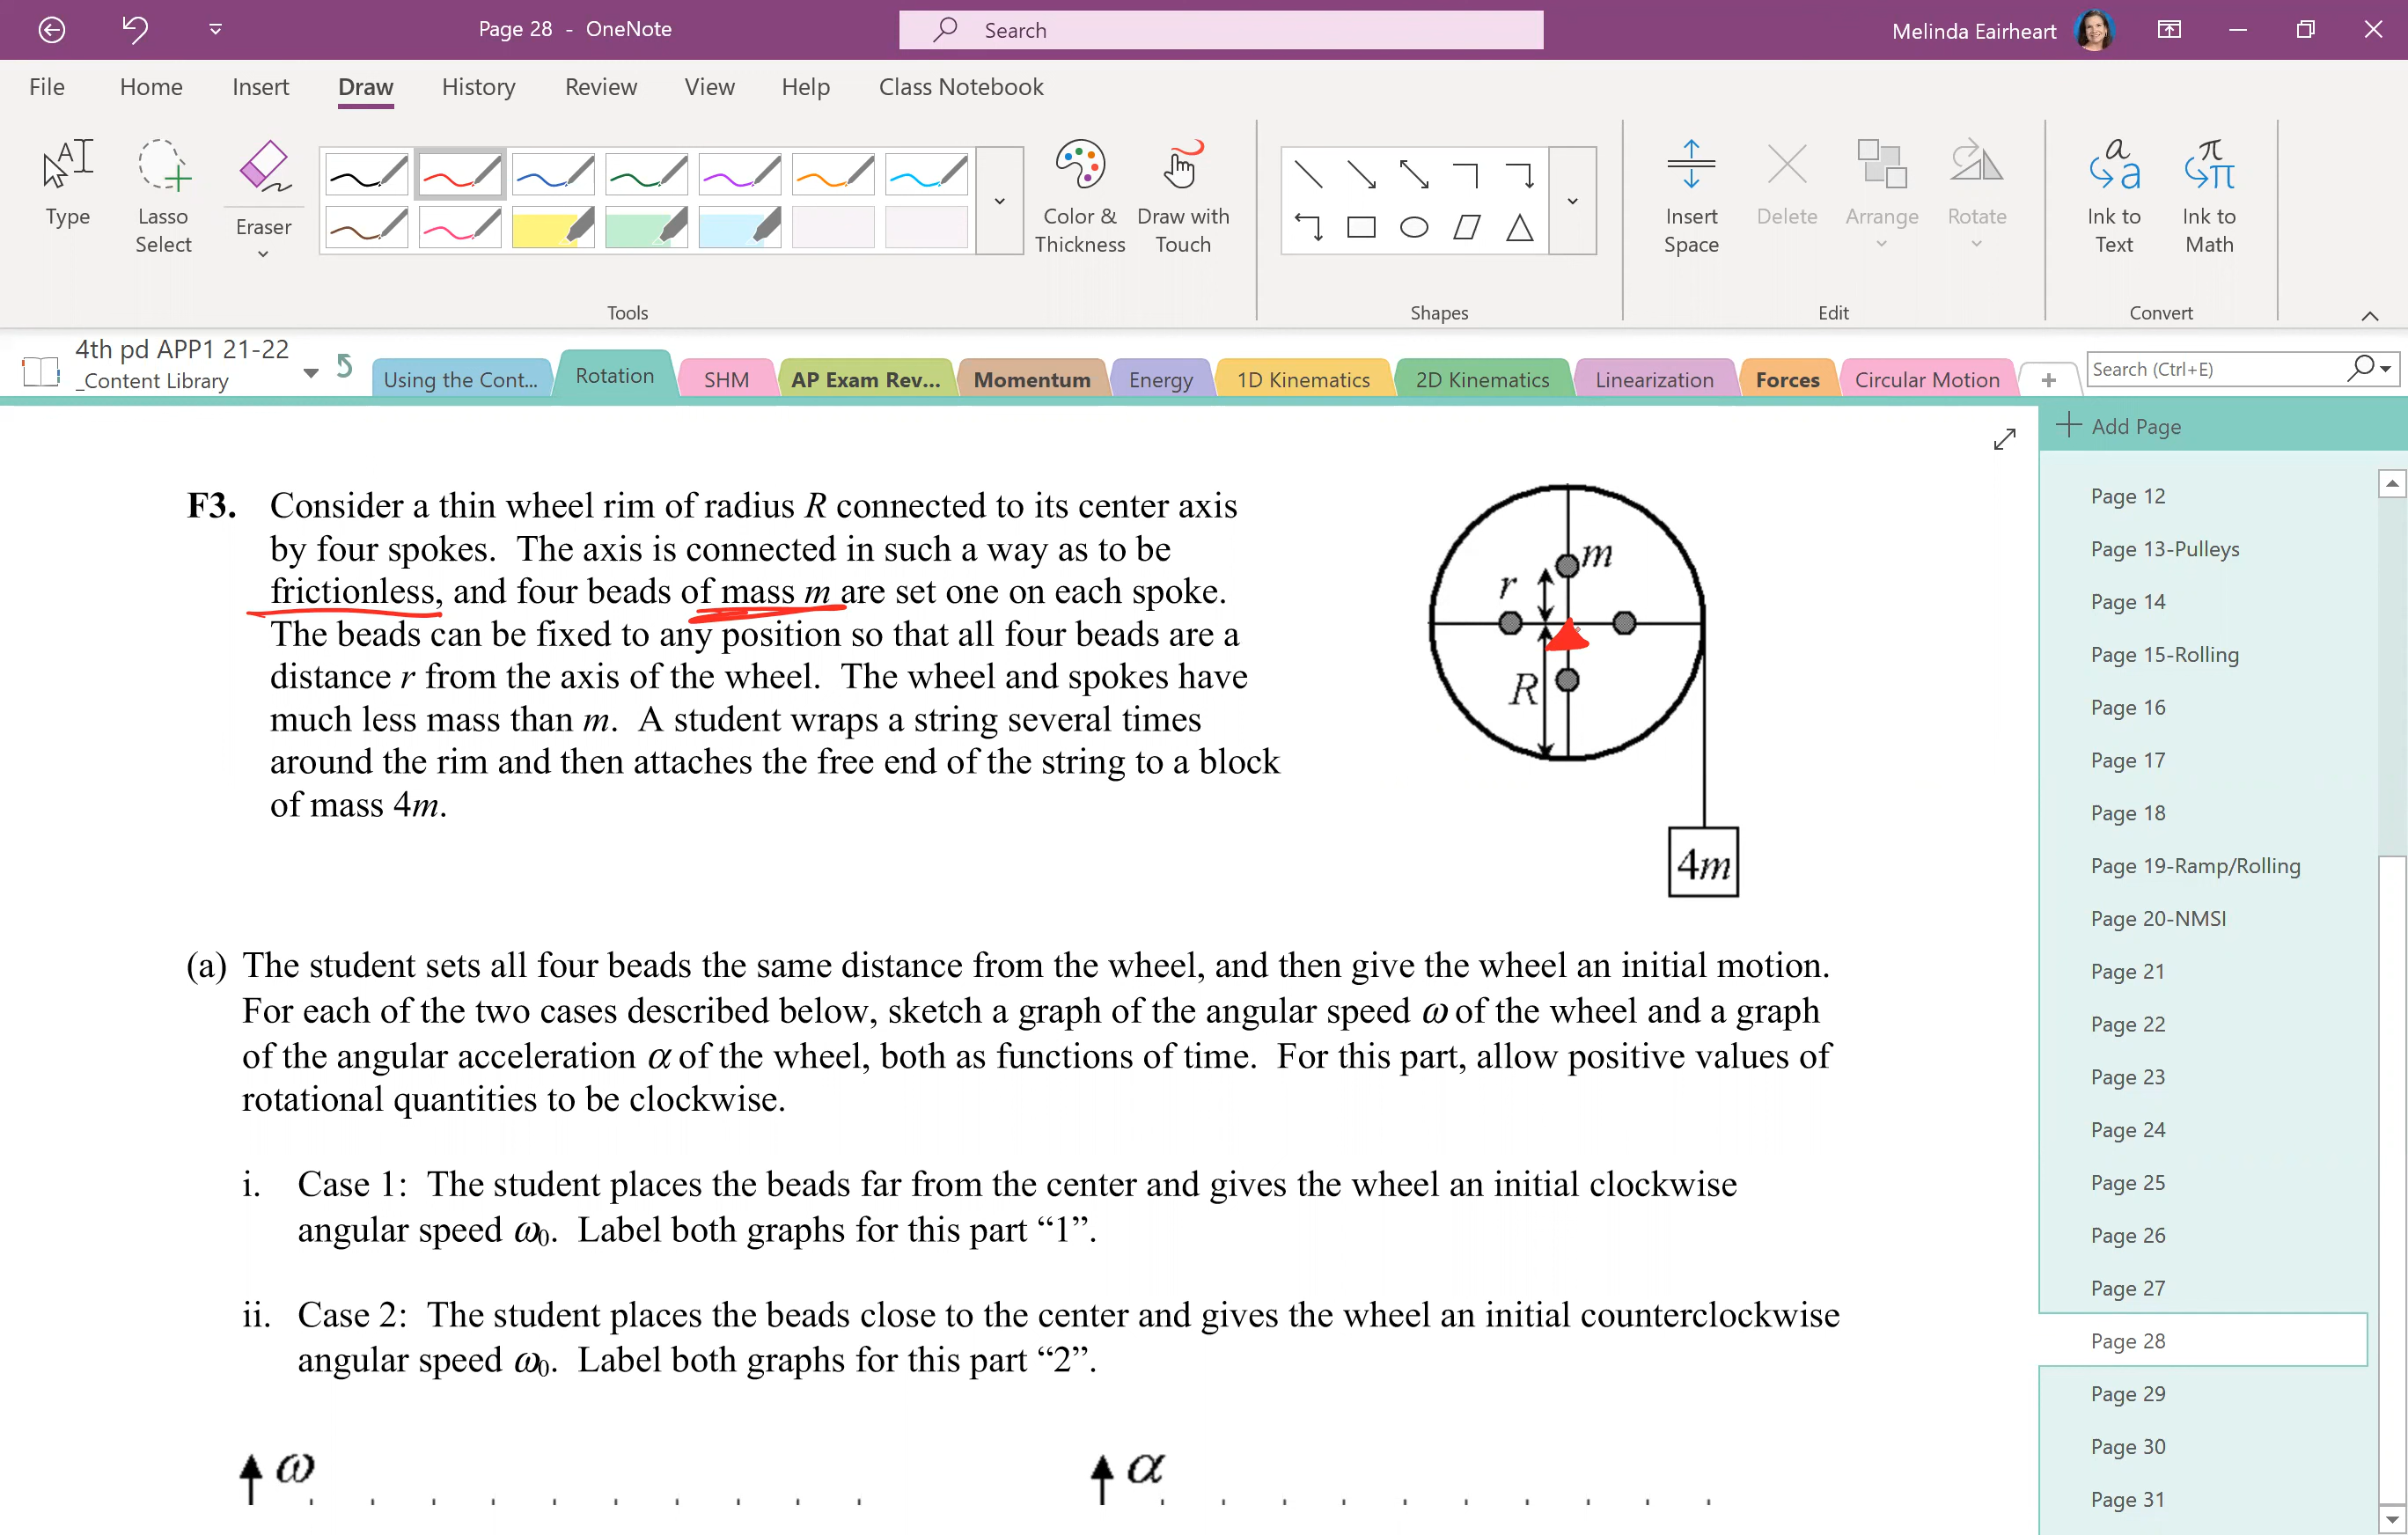 Page 28 - OneNote
Search
Melinda Eairheart
File Home Insert Draw History Review View Help Class Notebook
Type
Lasso Select
Eraser
Color & Thickness
Draw with Touch
Insert Space
Delete
Arrange
Rotate
Ink to Text
Ink to Math
Tools
Shapes
Edit
Convert
4th pd APP1 21-22
_Content Library
Using the Cont... Rotation SHM AP Exam Rev... Momentum Energy 1D Kinematics 2D Kinematics Linearization Forces Circular Motion + Search (Ctrl+E)
F3. Consider a thin wheel rim of radius R connected to its center axis
by four spokes. The axis is connected in such a way as to be
frictionless, and four beads of mass m are set one on each spoke.
The beads can be fixed to any position so that all four beads are a
distance r from the axis of the wheel. The wheel and spokes have
much less mass than m. A student wraps a string several times
around the rim and then attaches the free end of the string to a block
of mass 4m.
m
r
R
4m
(a) The student sets all four beads the same distance from the wheel, and then give the wheel an initial motion.
For each of the two cases described below, sketch a graph of the angular speed ω of the wheel and a graph
of the angular acceleration α of the wheel, both as functions of time. For this part, allow positive values of
rotational quantities to be clockwise.
i. Case 1: The student places the beads far from the center and gives the wheel an initial clockwise
angular speed ω₀. Label both graphs for this part “1”.
ii. Case 2: The student places the beads close to the center and gives the wheel an initial counterclockwise
angular speed ω₀. Label both graphs for this part “2”.
ω
α
Add Page
Page 12
Page 13-Pulleys
Page 14
Page 15-Rolling
Page 16
Page 17
Page 18
Page 19-Ramp/Rolling
Page 20-NMSI
Page 21
Page 22
Page 23
Page 24
Page 25
Page 26
Page 27
Page 28
Page 29
Page 30
Page 31